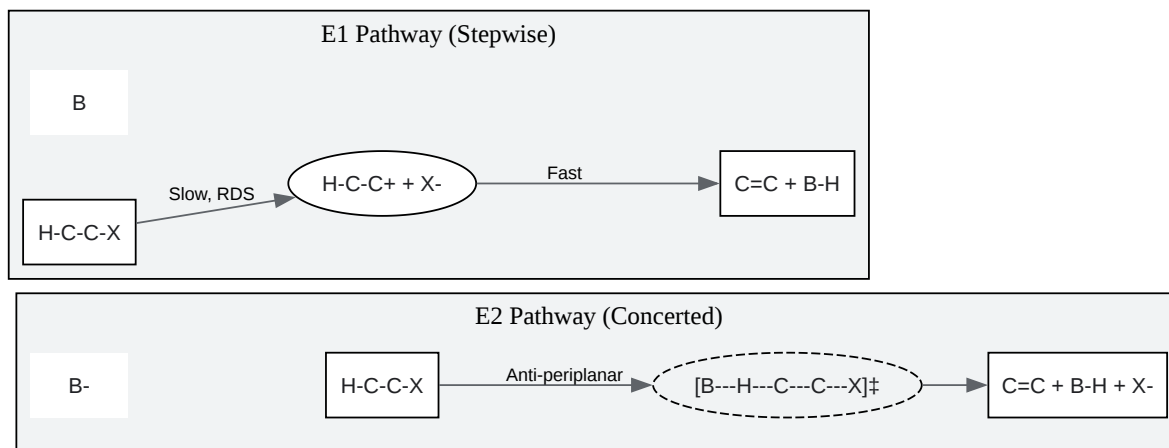 E1 Pathway (Stepwise)
B
H-C-C-X
Slow, RDS
H-C-C+ + X-
Fast
C=C + B-H
E2 Pathway (Concerted)
B-
H-C-C-X
Anti-periplanar
[B---H---C---C---X]‡
C=C + B-H + X-